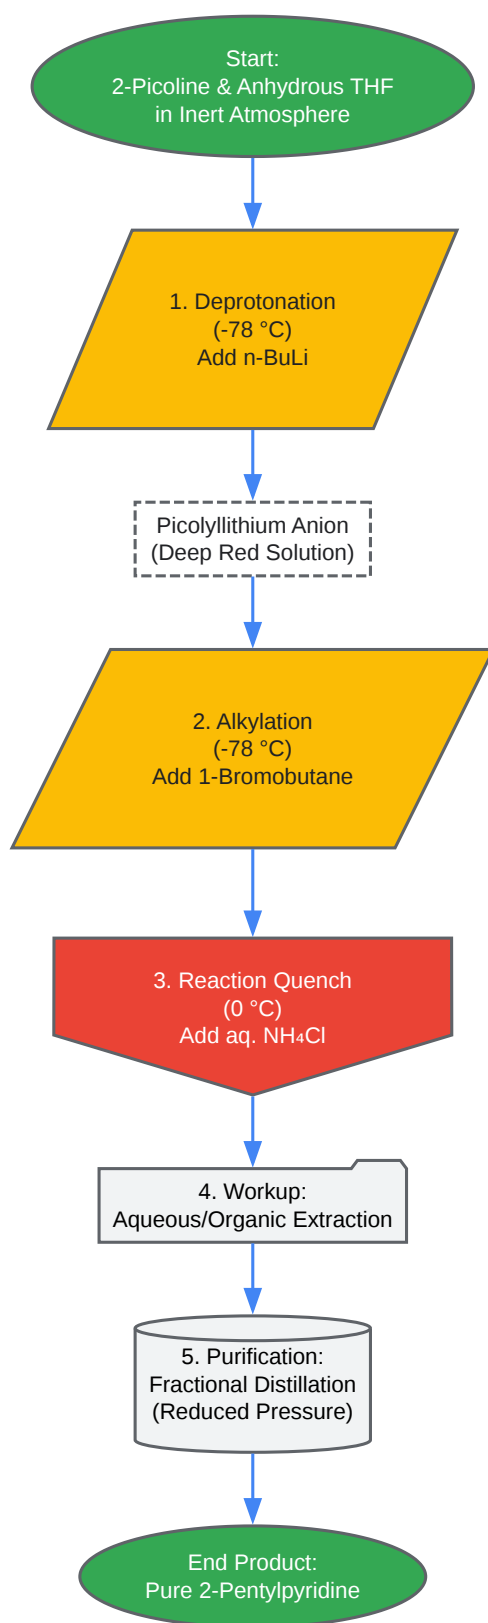 Start:
2-Picoline & Anhydrous THF
in Inert Atmosphere
1. Deprotonation
(-78 °C)
Add n-BuLi
Picolyllithium Anion
(Deep Red Solution)
2. Alkylation
(-78 °C)
Add 1-Bromobutane
3. Reaction Quench
(0 °C)
Add aq. NH₄Cl
4. Workup:
Aqueous/Organic Extraction
5. Purification:
Fractional Distillation
(Reduced Pressure)
End Product:
Pure 2-Pentylpyridine